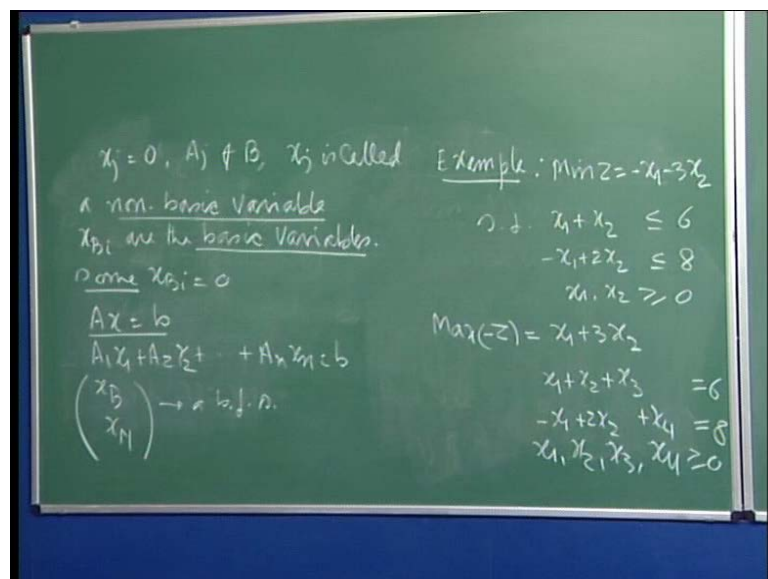 xj = 0, Aj ∉ B, xj is called
a non-basic variable
xBi are the basic variables.
some xBi = 0
Ax = b
A1x1+A2x2+ ·· +Anxn=b
(xB
xN) → a b.f.s.
Example: Min Z = -x1-3x2
s.t. x1+x2 ≤ 6
-x1+2x2 ≤ 8
x1, x2 ≥ 0
Max(-Z) = x1+3x2
x1+x2+x3 =6
-x1+2x2 +x4 =8
x1, x2, x3, x4 ≥0